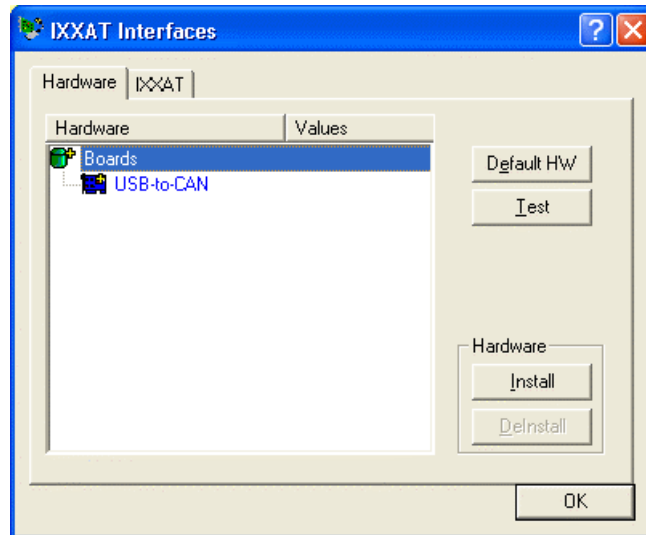 IXXAT Interfaces
Hardware IXXAT
Hardware Values
Boards
USB-to-CAN
Default HW
Test
Hardware
Install
DeInstall
OK